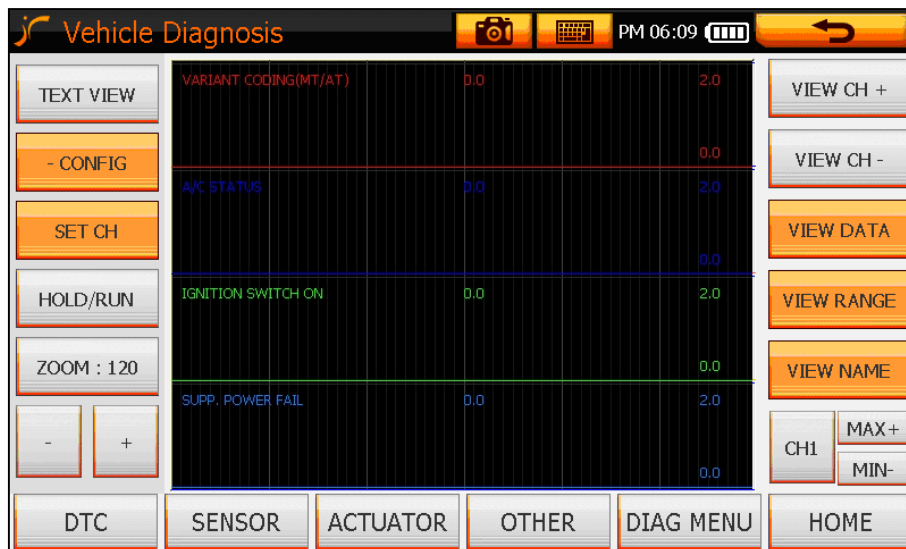 Vehicle Diagnosis
PM 06:09
TEXT VIEW
- CONFIG
SET CH
HOLD/RUN
ZOOM : 120
-
+
VARIANT CODING(MT/AT) 0.0 2.0
0.0
A/C STATUS 0.0 2.0
0.0
IGNITION SWITCH ON 0.0 2.0
0.0
SUPP. POWER FAIL 0.0 2.0
0.0
VIEW CH +
VIEW CH -
VIEW DATA
VIEW RANGE
VIEW NAME
CH1
MAX+
MIN-
DTC
SENSOR
ACTUATOR
OTHER
DIAG MENU
HOME